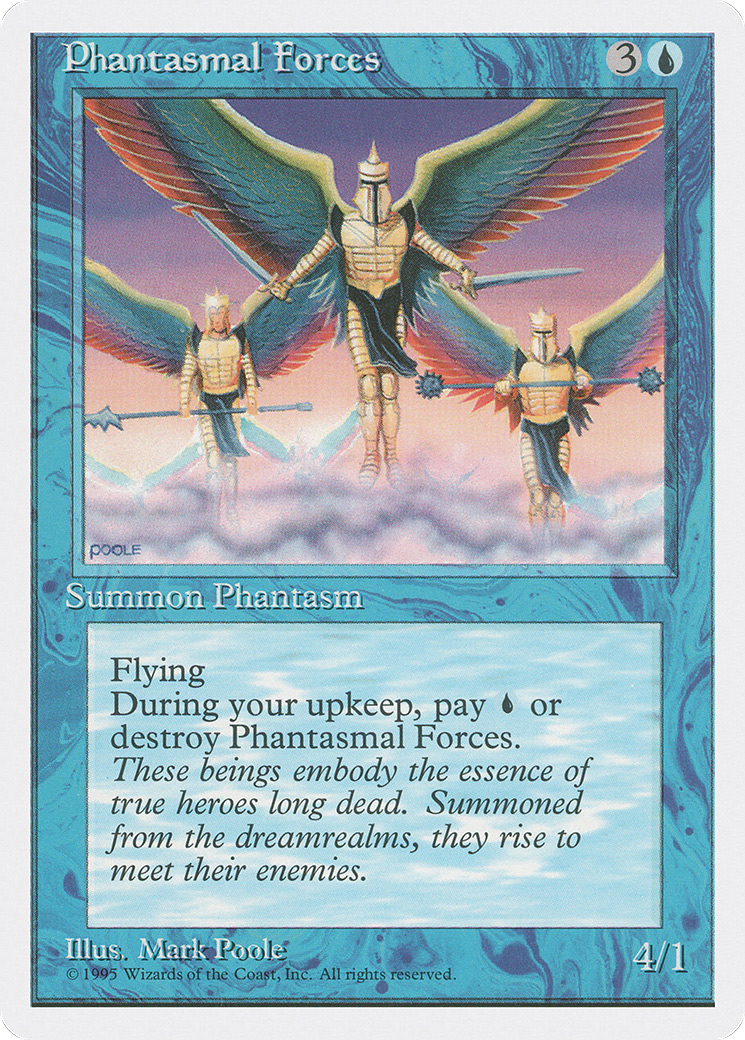 Phantasmal Forces 3
POOLE
Summon Phantasm
Flying
During your upkeep, pay or
destroy Phantasmal Forces.
These beings embody the essence of
true heroes long dead. Summoned
from the dreamrealms, they rise to
meet their enemies.
Illus. Mark Poole
4/1
© 1995 Wizards of the Coast, Inc. All rights reserved.